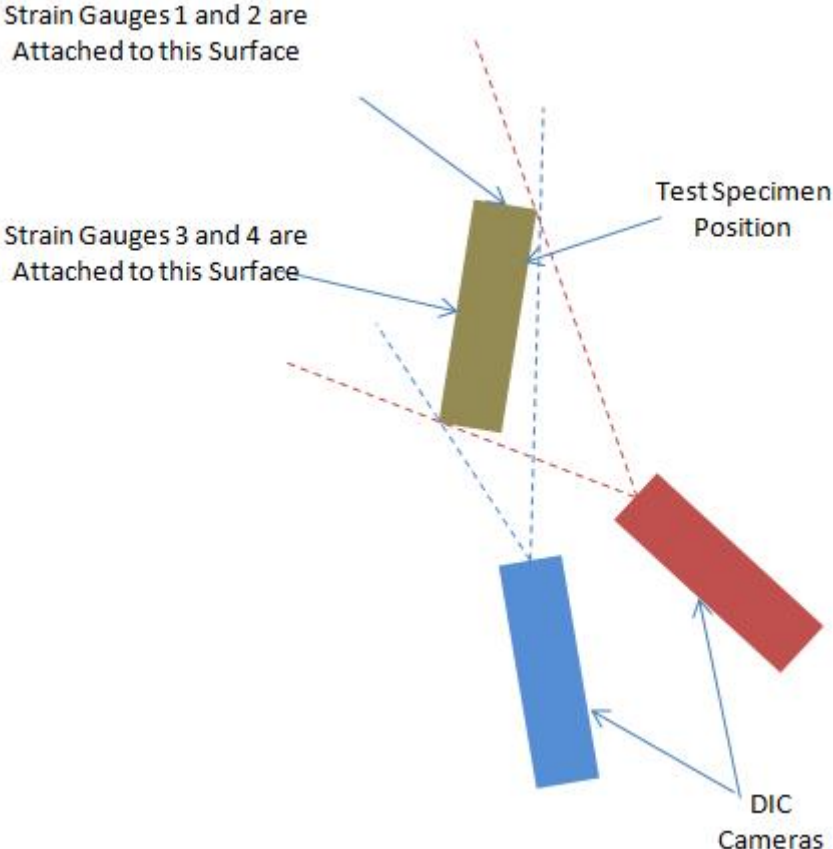 Strain Gauges 1 and 2 are
Attached to this Surface
Test Specimen
Position
Strain Gauges 3 and 4 are
Attached to this Surface
DIC
Cameras